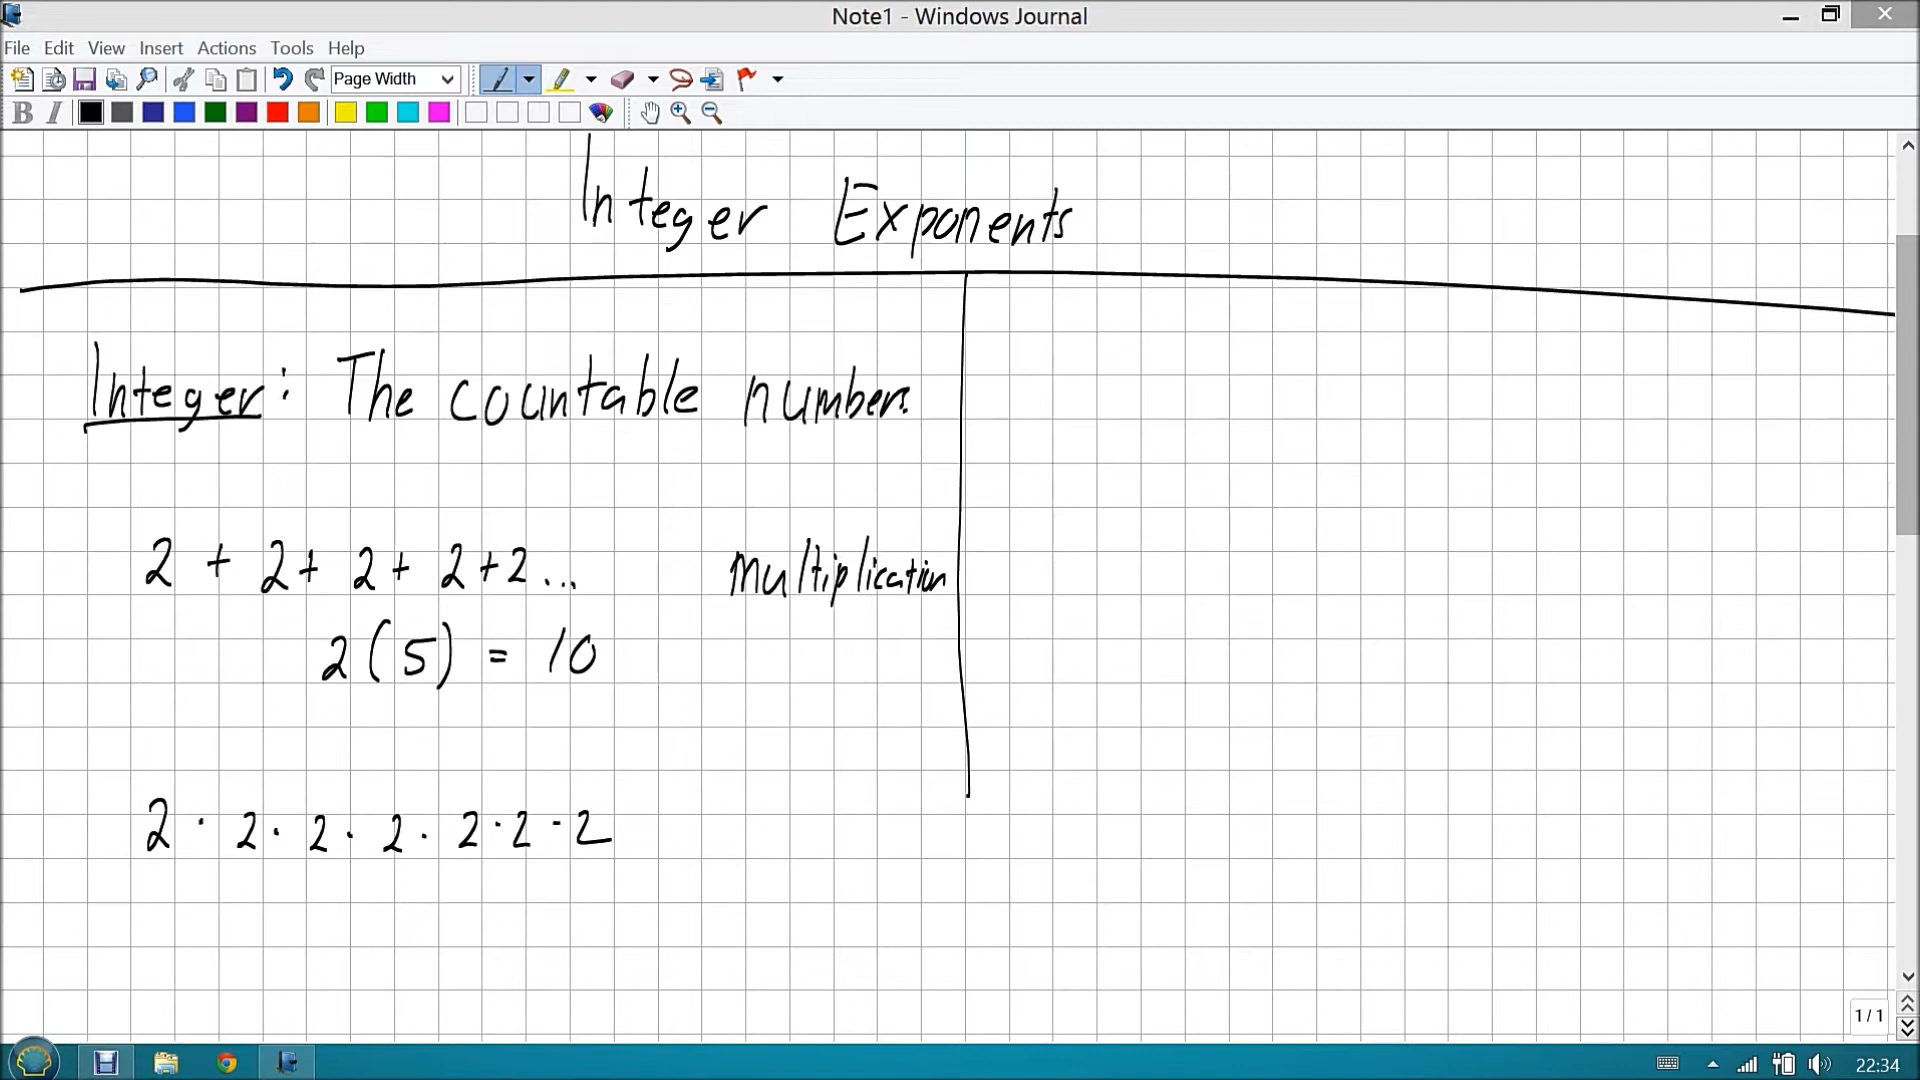 Note1 - Windows Journal
File Edit View Insert Actions Tools Help
Page Width
B I
Integer Exponents
Integer: The countable numbers
2 + 2 + 2 + 2 + 2 ... multiplication
2 ( 5 ) = 10
2 · 2 · 2 · 2 · 2 · 2 · 2
1 / 1
22:34